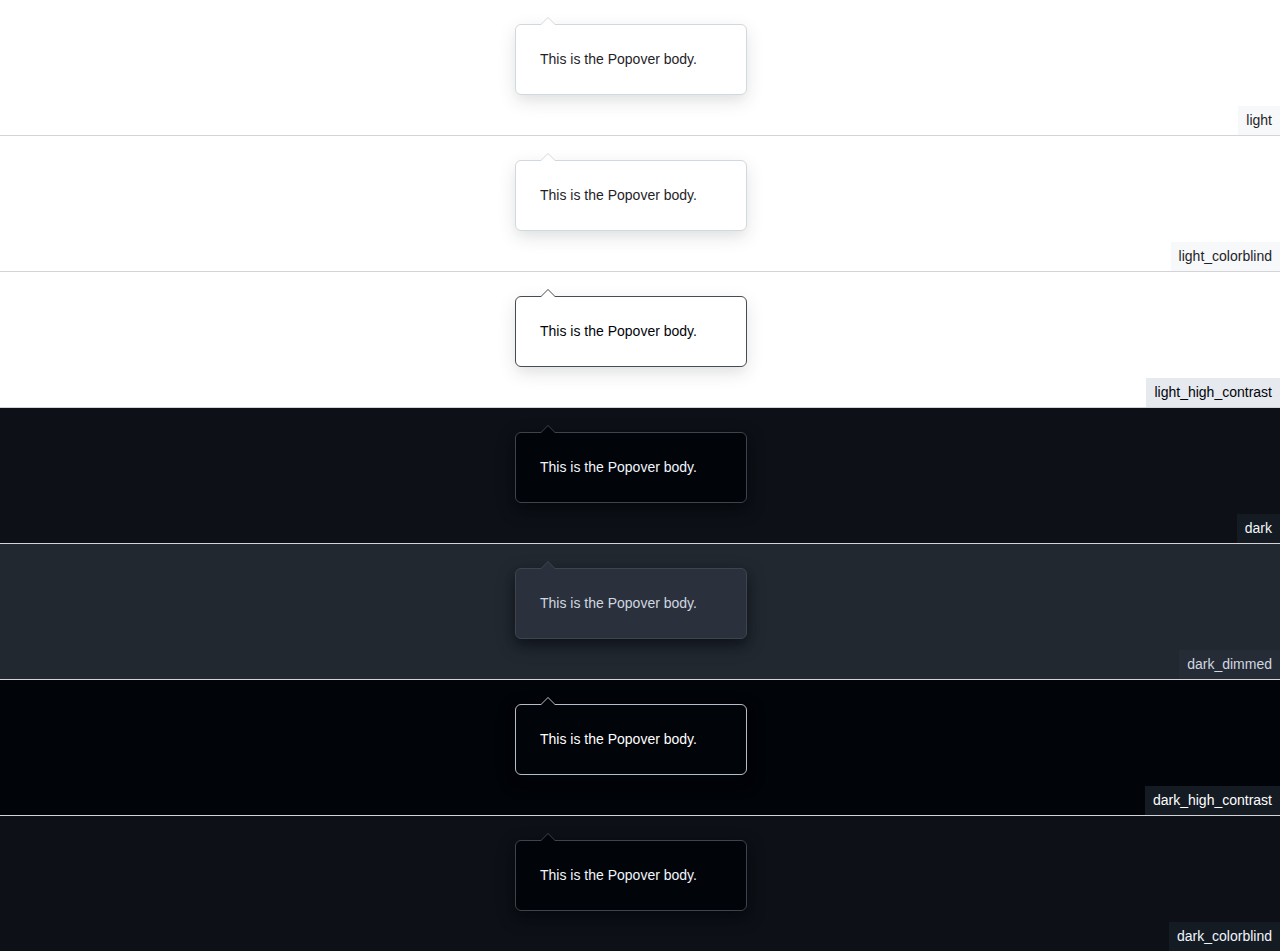 This is the Popover body.
light
This is the Popover body.
light_colorblind
This is the Popover body.
light_high_contrast
This is the Popover body.
dark
This is the Popover body.
dark_dimmed
This is the Popover body.
dark_high_contrast
This is the Popover body.
dark_colorblind